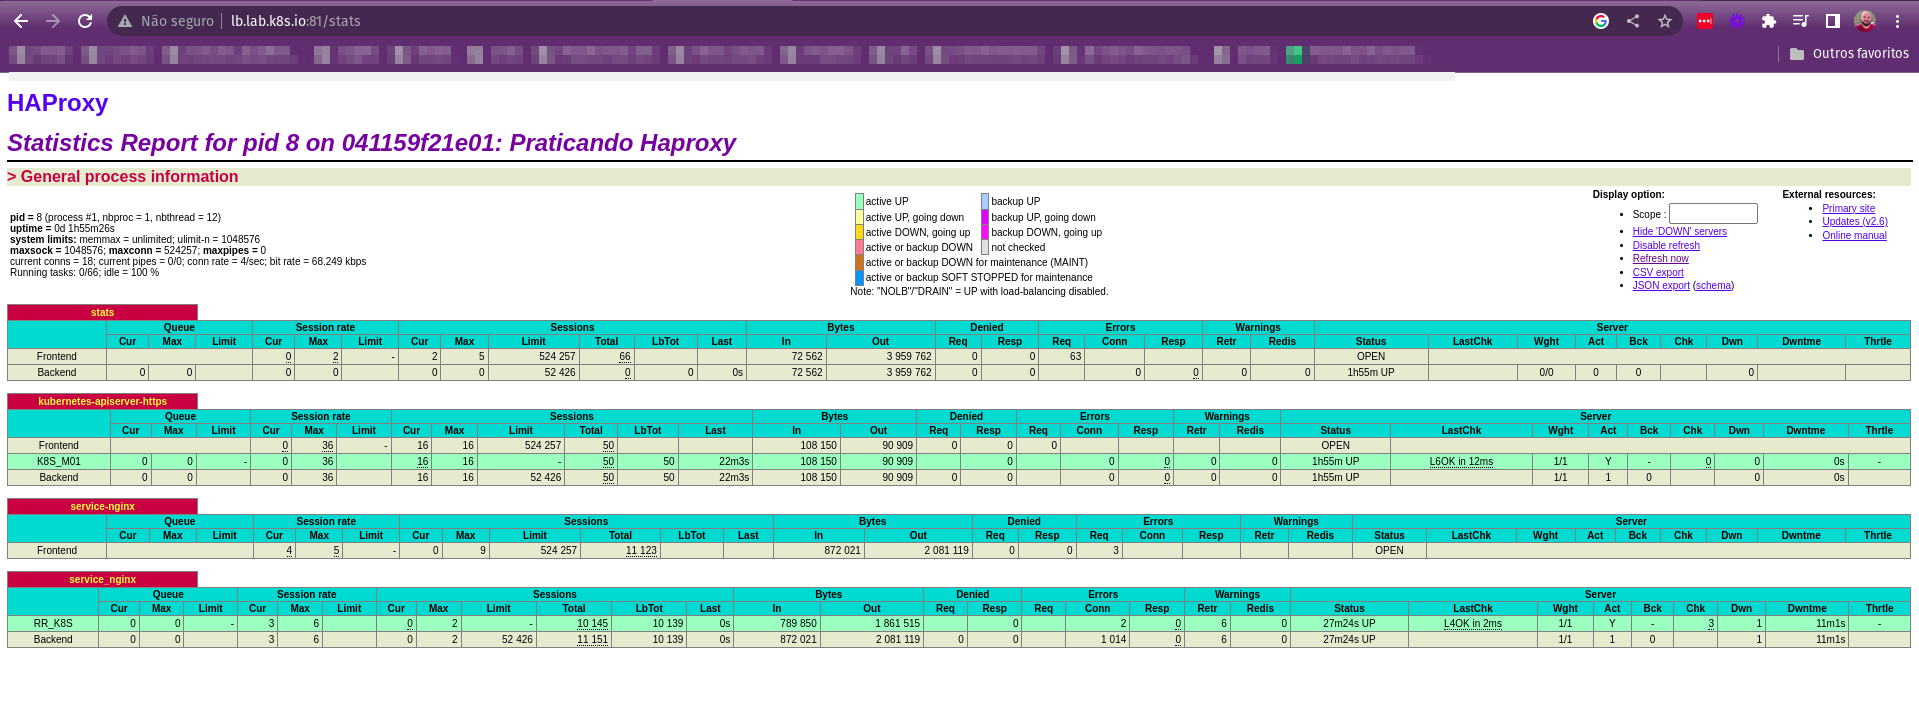 Não seguro | lb.lab.k8s.io:81/stats
Outros favoritos
HAProxy
Statistics Report for pid 8 on 041159f21e01: Praticando Haproxy
> General process information
pid = 8 (process #1, nbproc = 1, nbthread = 12)
uptime = 0d 1h55m26s
system limits: memmax = unlimited; ulimit-n = 1048576
maxsock = 1048576; maxconn = 524257; maxpipes = 0
current conns = 18; current pipes = 0/0; conn rate = 4/sec; bit rate = 68.249 kbps
Running tasks: 0/66; idle = 100 %
active UP backup UP
active UP, going down backup UP, going down
active DOWN, going up backup DOWN, going up
active or backup DOWN not checked
active or backup DOWN for maintenance (MAINT)
active or backup SOFT STOPPED for maintenance
Note: "NOLB"/"DRAIN" = UP with load-balancing disabled.
Display option:
• Scope :
• Hide 'DOWN' servers
• Disable refresh
• Refresh now
• CSV export
• JSON export (schema)
External resources:
• Primary site
• Updates (v2.6)
• Online manual
stats
Queue Session rate Sessions Bytes Denied Errors Warnings Server
Cur Max Limit Cur Max Limit Cur Max Limit Total LbTot Last In Out Req Resp Req Conn Resp Retr Redis Status LastChk Wght Act Bck Chk Dwn Dwntme Thrtle
Frontend 0 2 - 2 5 524 257 66 72 562 3 959 762 0 0 63 OPEN
Backend 0 0 0 0 0 0 52 426 0 0 0s 72 562 3 959 762 0 0 0 0 0 0 1h55m UP 0/0 0 0 0
kubernetes-apiserver-https
Queue Session rate Sessions Bytes Denied Errors Warnings Server
Cur Max Limit Cur Max Limit Cur Max Limit Total LbTot Last In Out Req Resp Req Conn Resp Retr Redis Status LastChk Wght Act Bck Chk Dwn Dwntme Thrtle
Frontend 0 36 - 16 16 524 257 50 108 150 90 909 0 0 0 OPEN
K8S_M01 0 0 - 0 36 16 16 - 50 50 22m3s 108 150 90 909 0 0 0 0 0 1h55m UP L6OK in 12ms 1/1 Y - 0 0 0s -
Backend 0 0 0 36 16 16 52 426 50 50 22m3s 108 150 90 909 0 0 0 0 0 0 1h55m UP 1/1 1 0 0 0s
service-nginx
Queue Session rate Sessions Bytes Denied Errors Warnings Server
Cur Max Limit Cur Max Limit Cur Max Limit Total LbTot Last In Out Req Resp Req Conn Resp Retr Redis Status LastChk Wght Act Bck Chk Dwn Dwntme Thrtle
Frontend 4 5 - 0 9 524 257 11 123 872 021 2 081 119 0 0 3 OPEN
service_nginx
Queue Session rate Sessions Bytes Denied Errors Warnings Server
Cur Max Limit Cur Max Limit Cur Max Limit Total LbTot Last In Out Req Resp Req Conn Resp Retr Redis Status LastChk Wght Act Bck Chk Dwn Dwntme Thrtle
RR_K8S 0 0 - 3 6 0 2 - 10 145 10 139 0s 789 850 1 861 515 0 2 0 6 0 27m24s UP L4OK in 2ms 1/1 Y - 3 1 11m1s -
Backend 0 0 3 6 0 2 52 426 11 151 10 139 0s 872 021 2 081 119 0 0 1 014 0 6 0 27m24s UP 1/1 1 0 1 11m1s